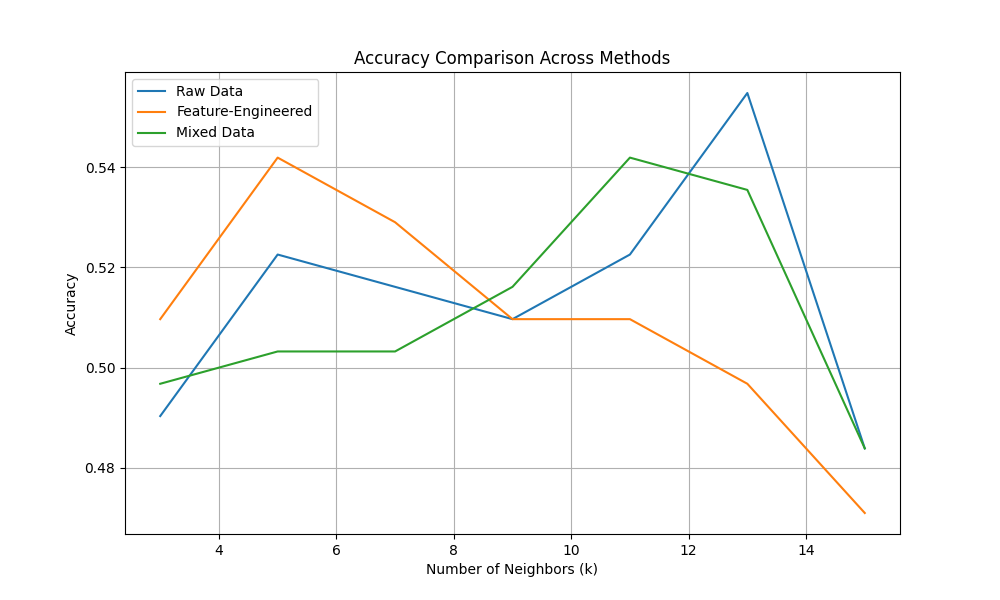 Accuracy Comparison Across Methods
Raw Data
Feature-Engineered
Mixed Data
Accuracy
0.54
0.52
0.50
0.48
4 6 8 10 12 14
Number of Neighbors (k)